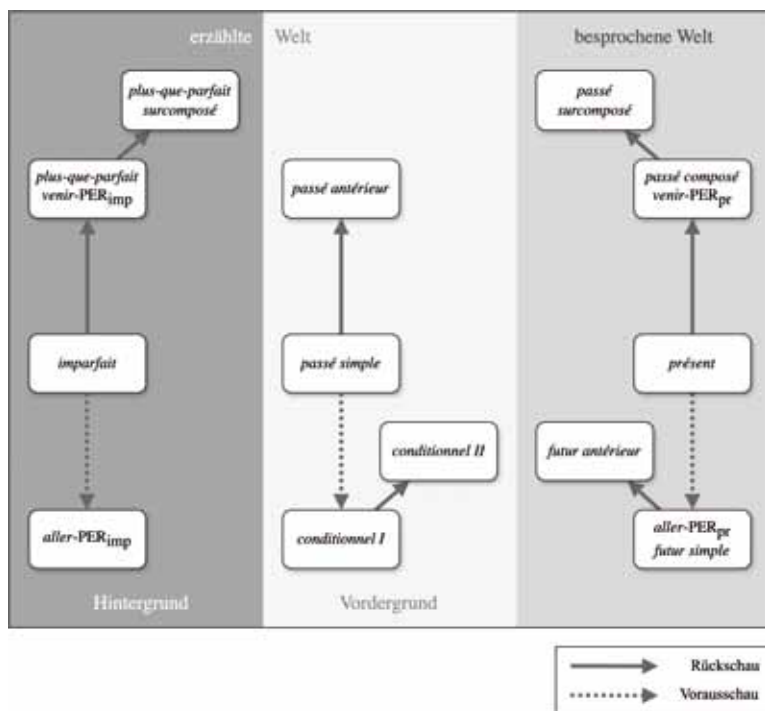 erzählte Welt
besprochene Welt
plus-que-parfait
surcomposé
plus-que-parfait
venir-PERimp
imparfait
aller-PERimp
Hintergrund
passé antérieur
passé simple
conditionnel II
conditionnel I
Vordergrund
passé
surcomposé
passé composé
venir-PERpr
présent
futur antérieur
aller-PERpr
futur simple
Rückschau
Vorausschau